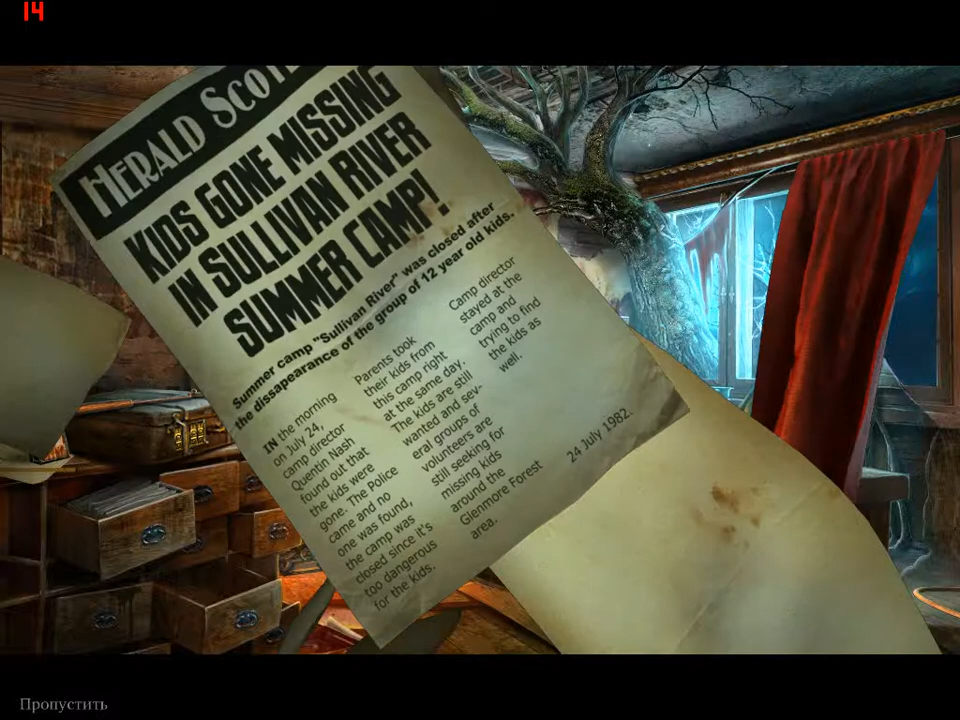 14
HERALD
KIDS GONE MISSING
IN SULLIVAN RIVER
SUMMER CAMP!
Summer camp "Sullivan River" was closed after
the dissapearance of the group of 12 year old kids.
IN the morning
on July 24,
camp director
Quentin Nash
found out that
the kids were
gone. The Police
came and no
one was found,
the camp was
closed since it's
too dangerous
for the kids.
Parents took
their kids from
this camp right
at the same day.
The kids are still
wanted and sev-
eral groups of
volunteers are
still seeking for
missing kids
around the
Glenmore Forest
area.
Camp director
stayed at the
camp and
trying to find
the kids as
well.
24 July 1982.
Пропустить